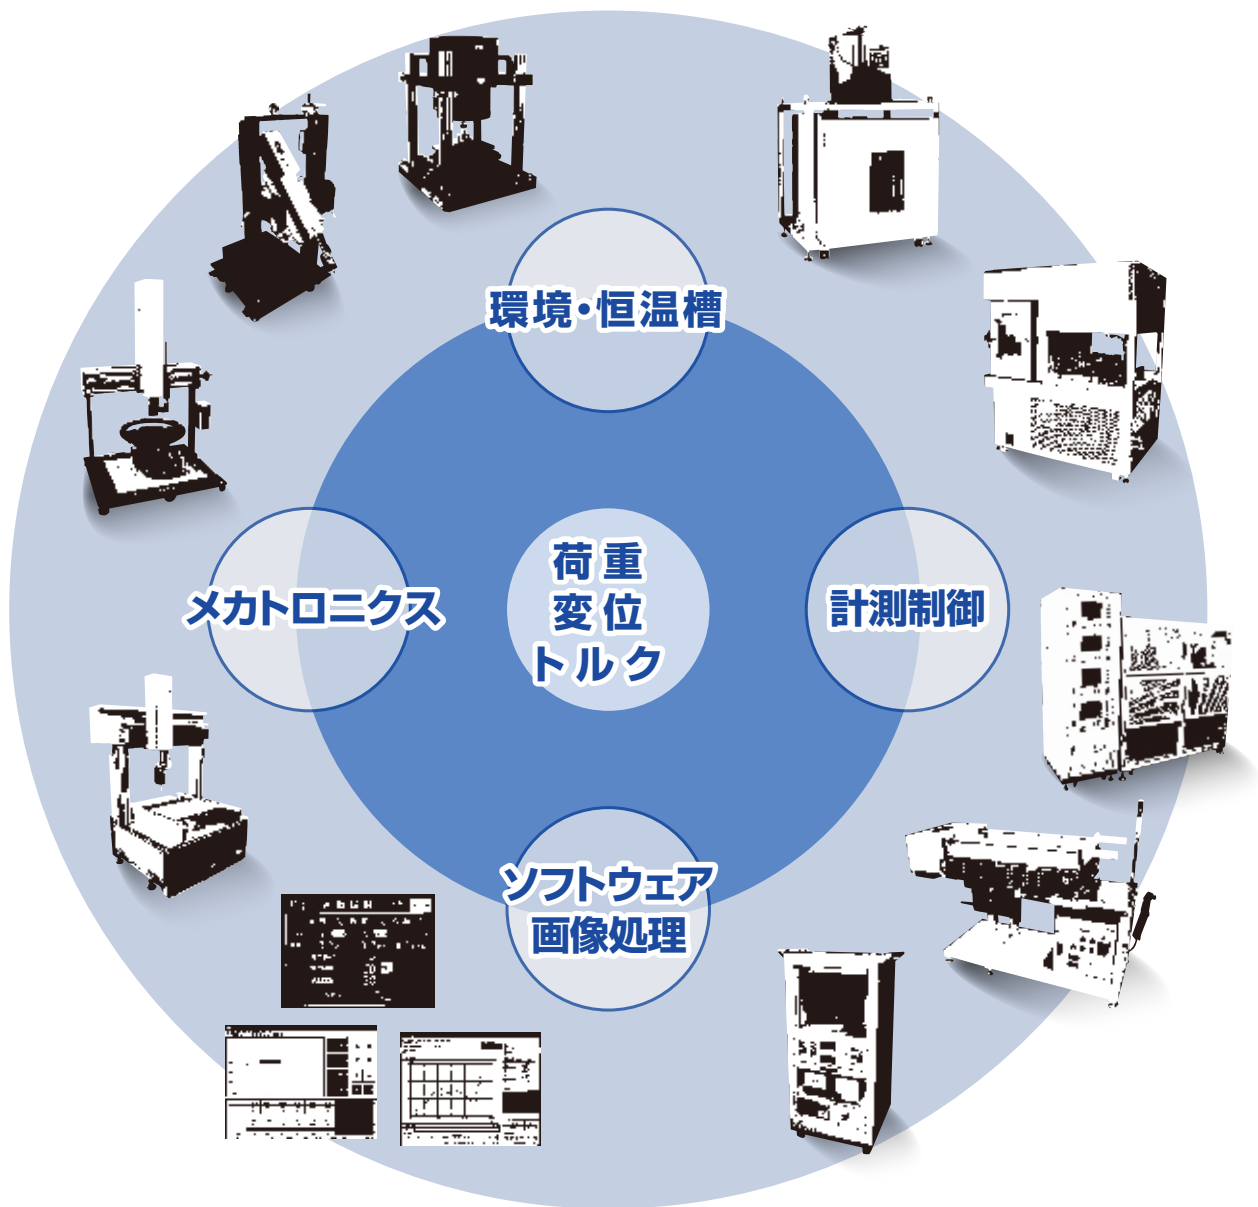 環境・恒温槽
メカトロニクス
荷重
変位
トルク
計測制御
ソフトウェア
画像処理